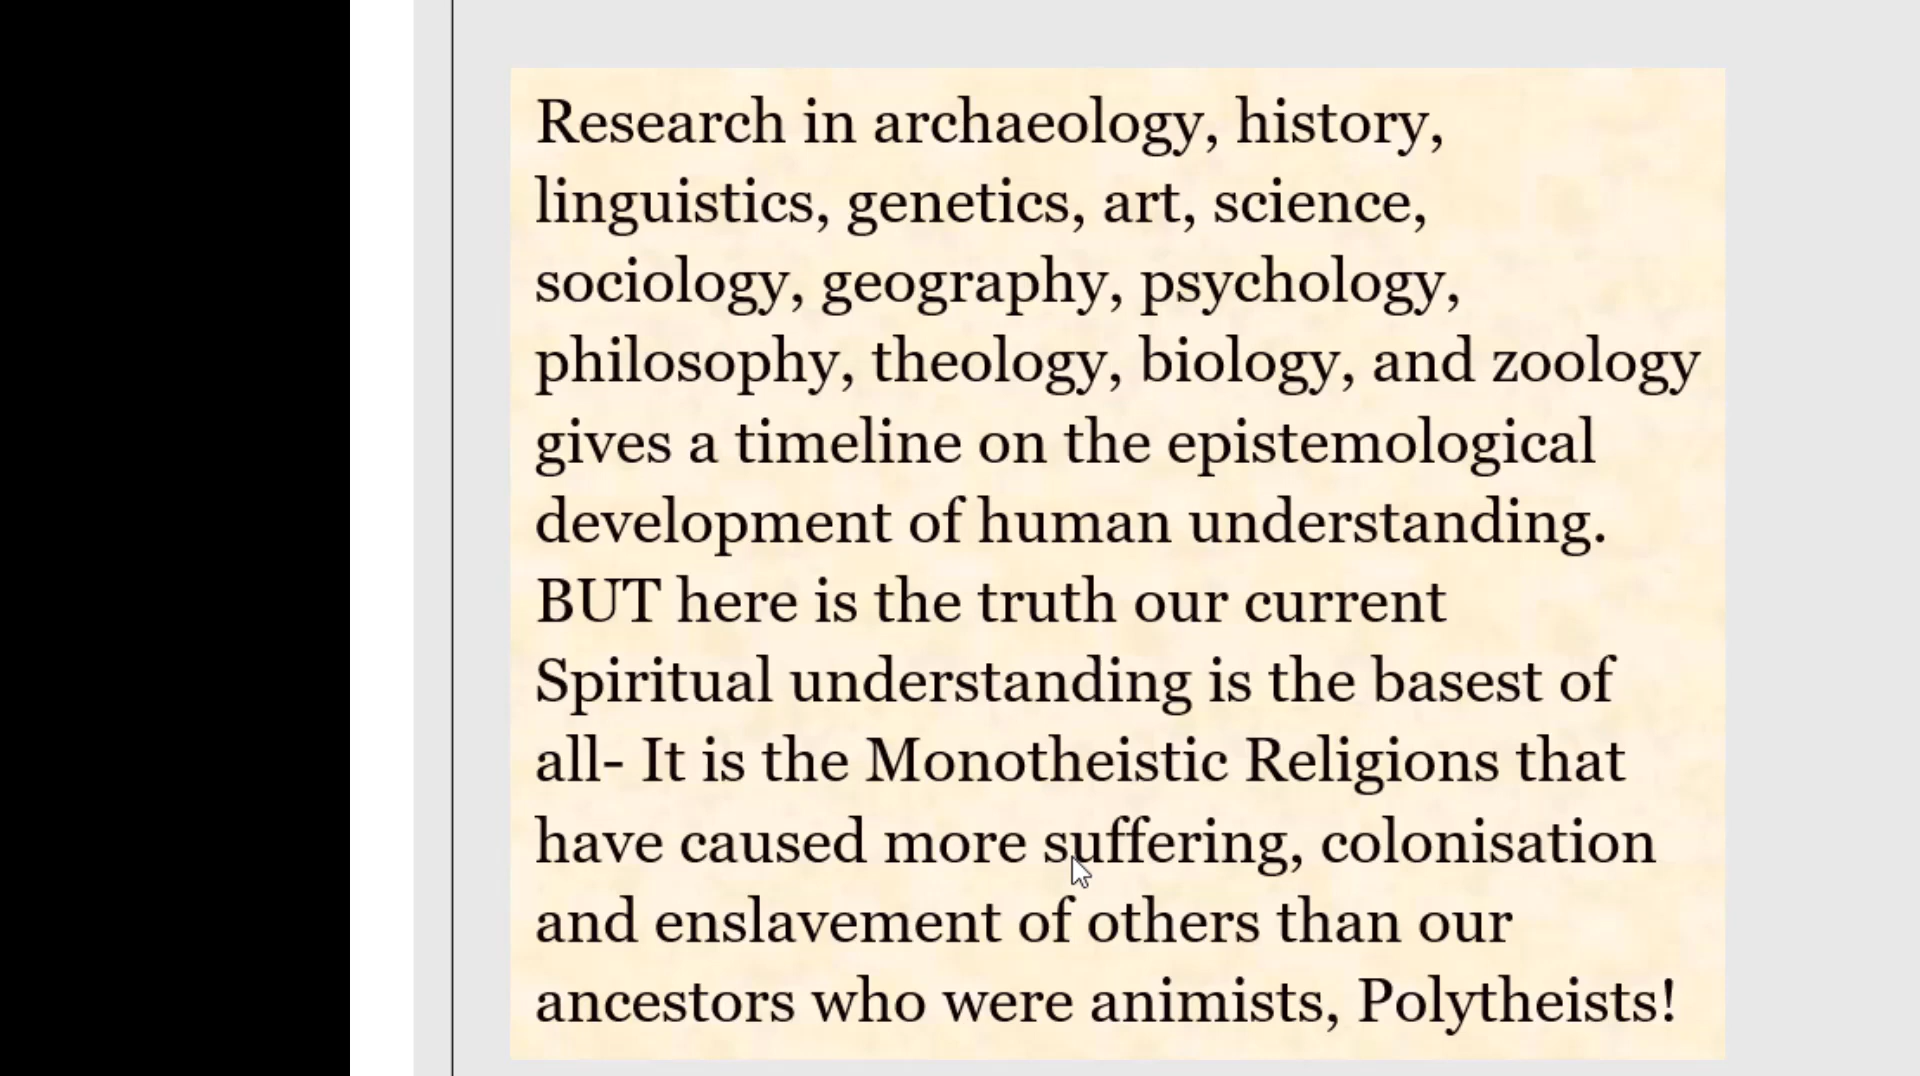 Research in archaeology, history,
linguistics, genetics, art, science,
sociology, geography, psychology,
philosophy, theology, biology, and zoology
gives a timeline on the epistemological
development of human understanding.
BUT here is the truth our current
Spiritual understanding is the basest of
all- It is the Monotheistic Religions that
have caused more suffering, colonisation
and enslavement of others than our
ancestors who were animists, Polytheists!